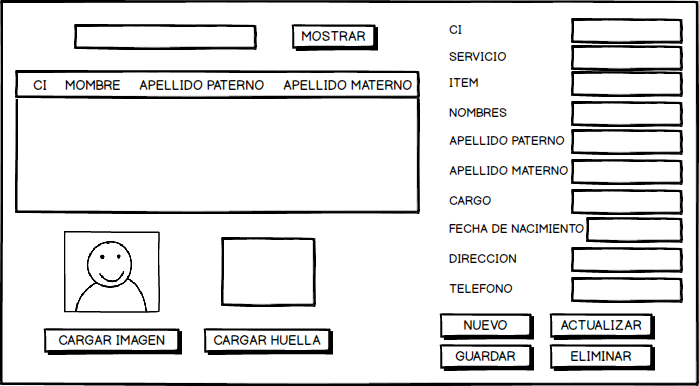 MOSTRAR
CI MOMBRE APELLIDO PATERNO APELLIDO MATERNO
CARGAR IMAGEN
CARGAR HUELLA
CI
SERVICIO
ITEM
NOMBRES
APELLIDO PATERNO
APELLIDO MATERNO
CARGO
FECHA DE NACIMIENTO
DIRECCION
TELEFONO
NUEVO
ACTUALIZAR
GUARDAR
ELIMINAR